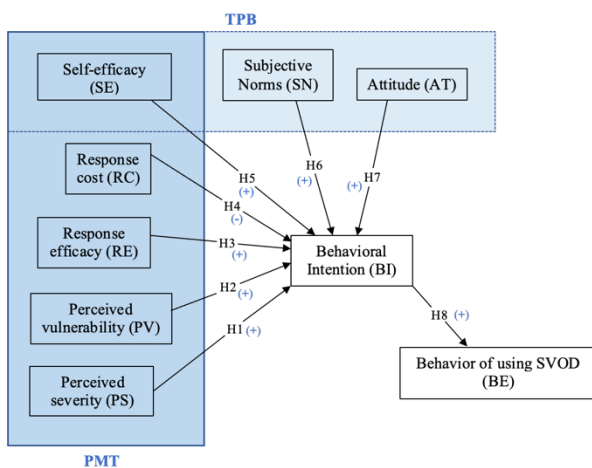 TPB
Self-efficacy
(SE)
Subjective
Norms (SN)
Attitude (AT)
Response
cost (RC)
H5
(+)
H6
(+)
H7
(+)
H4
(-)
Response
efficacy (RE)
H3
(+)
Behavioral
Intention (BI)
Perceived
vulnerability (PV)
H2
(+)
H1 (+)
H8 (+)
Perceived
severity (PS)
Behavior of using SVOD
(BE)
PMT